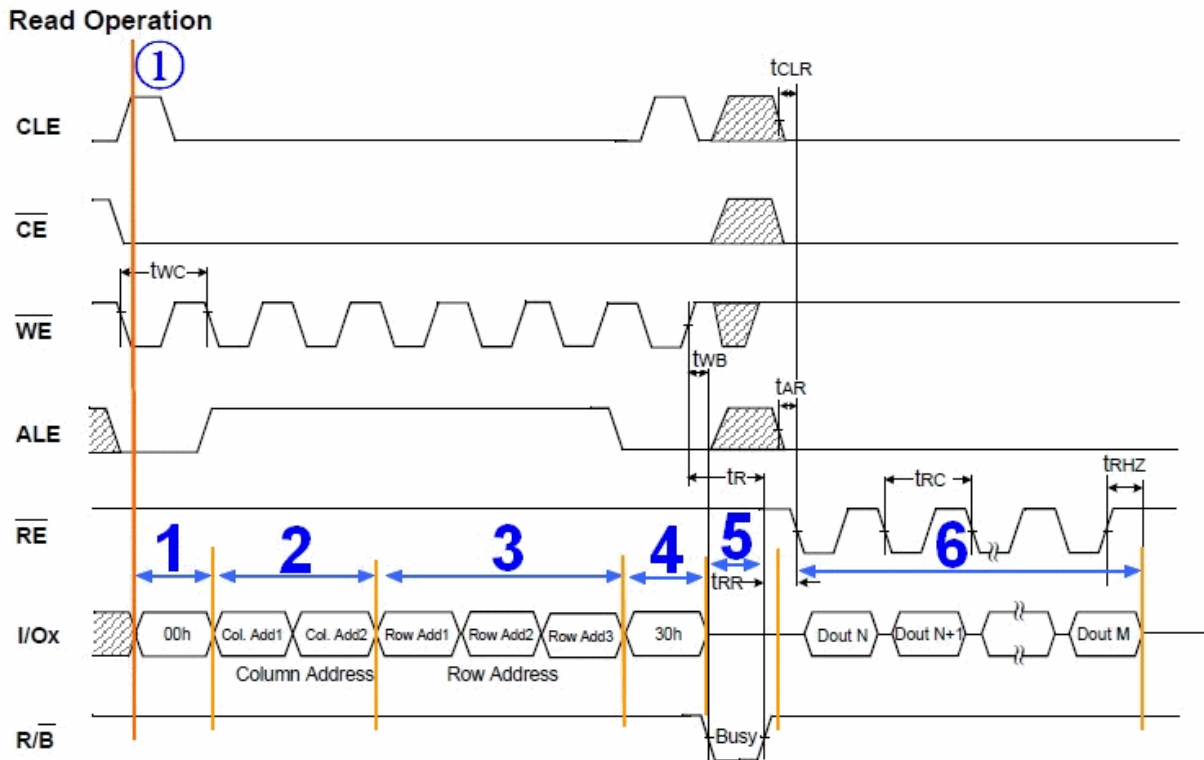 Read Operation
①
tCLR
CLE
CE
tWC
WE
tWB
tAR
ALE
tR
tRC
tRHZ
RE
1 2 3 4 5 6
tRR
I/Ox
00h Col. Add1 Col. Add2 Row Add1 Row Add2 Row Add3 30h Dout N Dout N+1 Dout M
Column Address Row Address
R/B
Busy